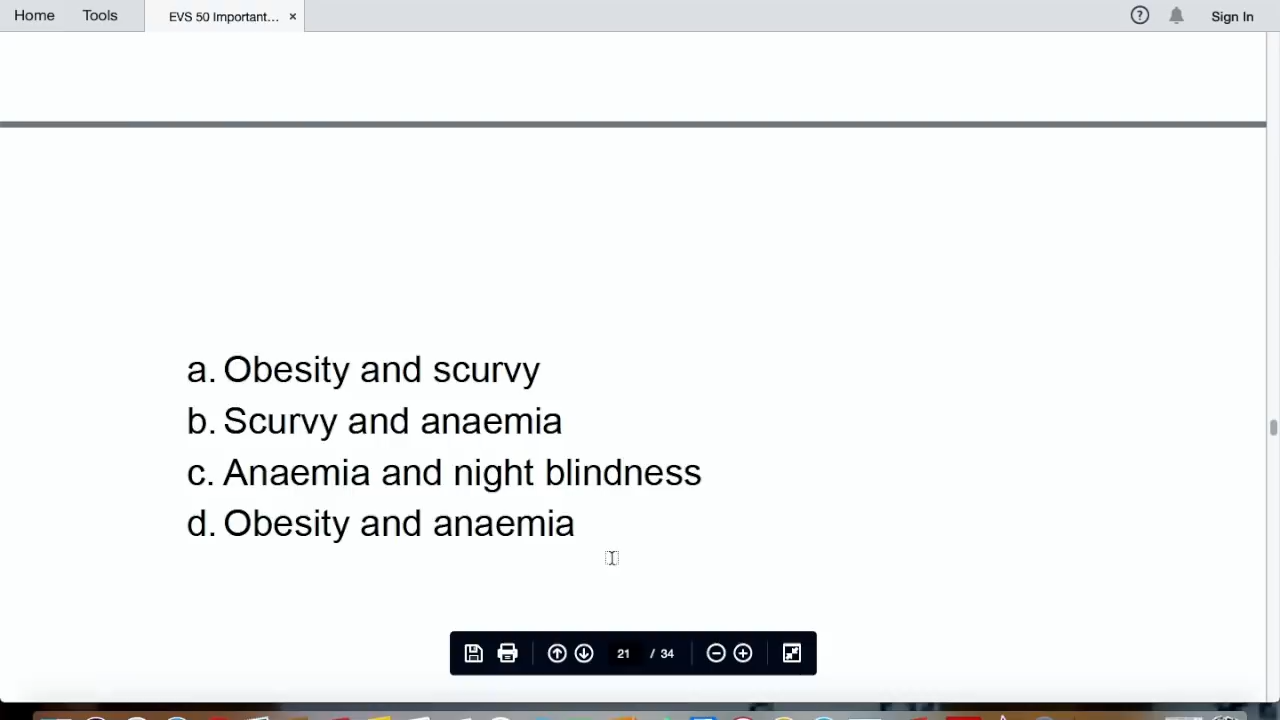 Home Tools EVS 50 Important... × Sign In
a. Obesity and scurvy
b. Scurvy and anaemia
c. Anaemia and night blindness
d. Obesity and anaemia
21 / 34